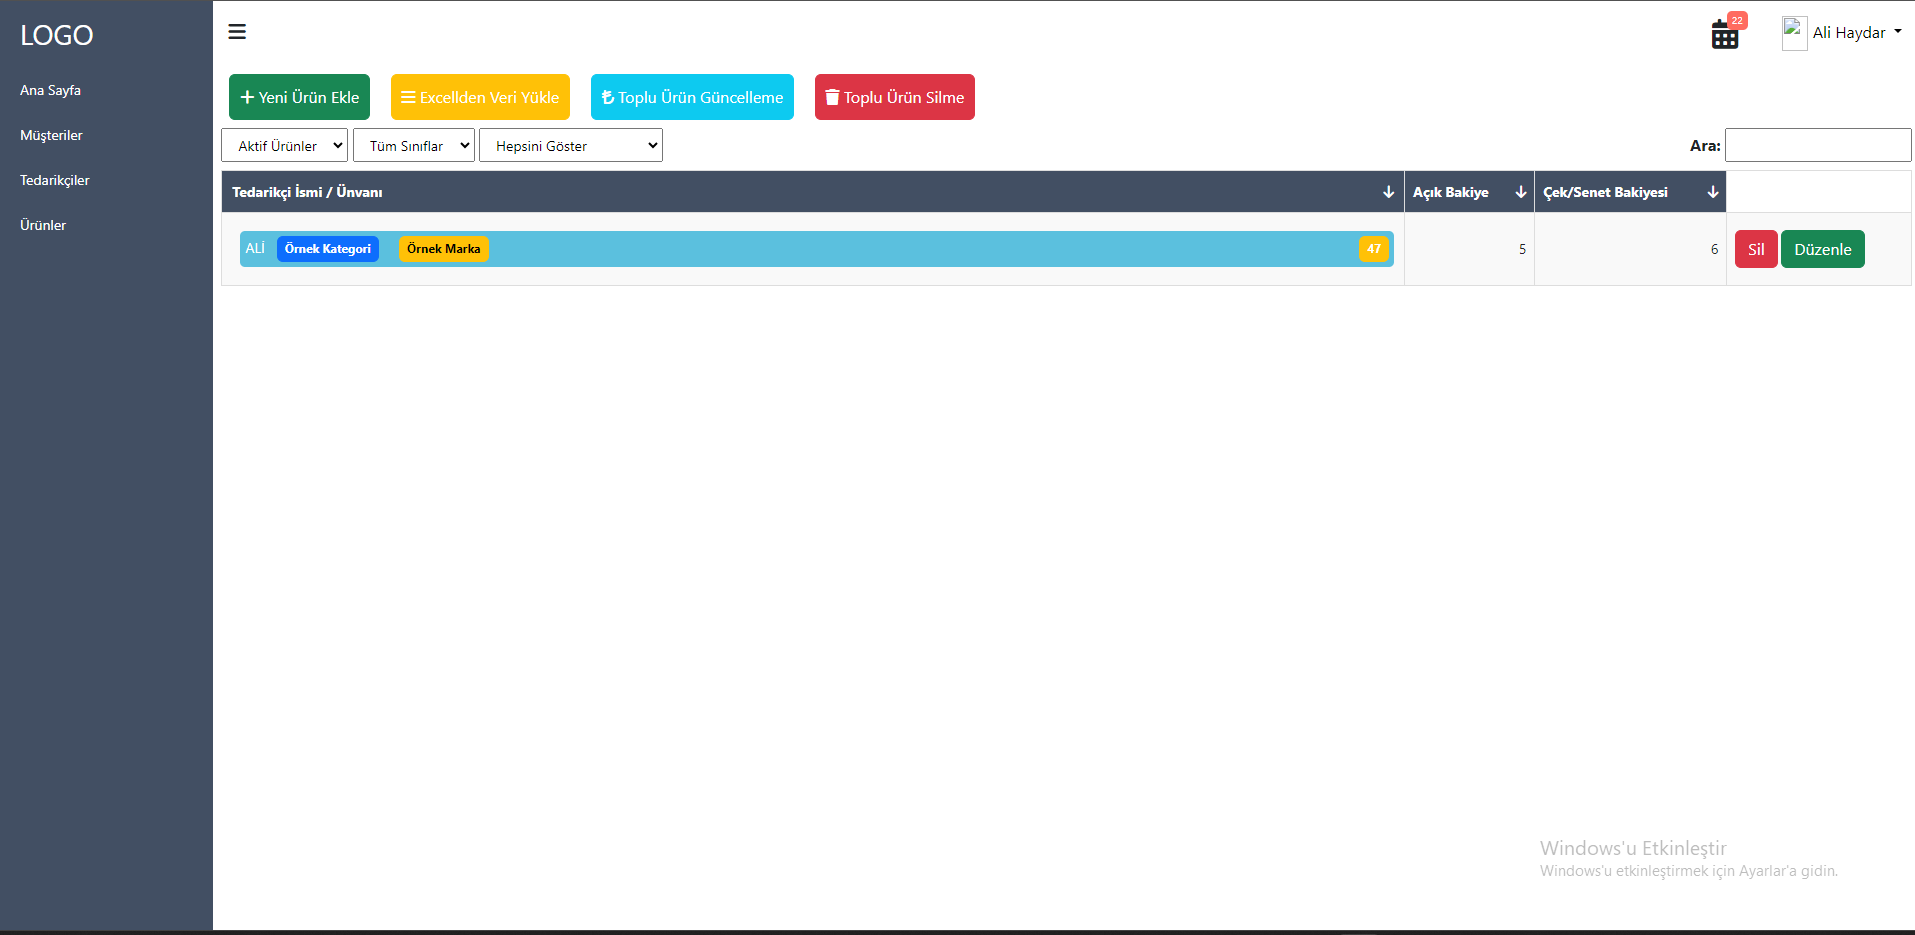 LOGO
22
Ali Haydar
Ana Sayfa
Müşteriler
Tedarikçiler
Ürünler
Yeni Ürün Ekle
Excellden Veri Yükle
Toplu Ürün Güncelleme
Toplu Ürün Silme
Aktif Ürünler
Tüm Sınıflar
Hepsini Göster
Ara:
Tedarikçi İsmi / Ünvanı
Açık Bakiye
Çek/Senet Bakiyesi
ALİ Örnek Kategori Örnek Marka 47
5
6
Sil
Düzenle
Windows'u Etkinleştir
Windows'u etkinleştirmek için Ayarlar'a gidin.